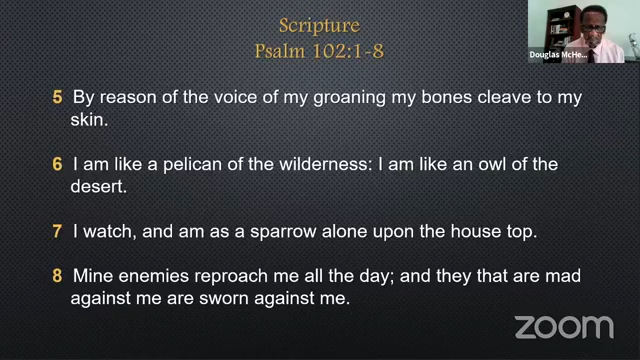 Scripture
Psalm 102:1-8
Douglas McHe...
5 By reason of the voice of my groaning my bones cleave to my
skin.
6 I am like a pelican of the wilderness: I am like an owl of the
desert.
7 I watch, and am as a sparrow alone upon the house top.
8 Mine enemies reproach me all the day; and they that are mad
against me are sworn against me.
zoom